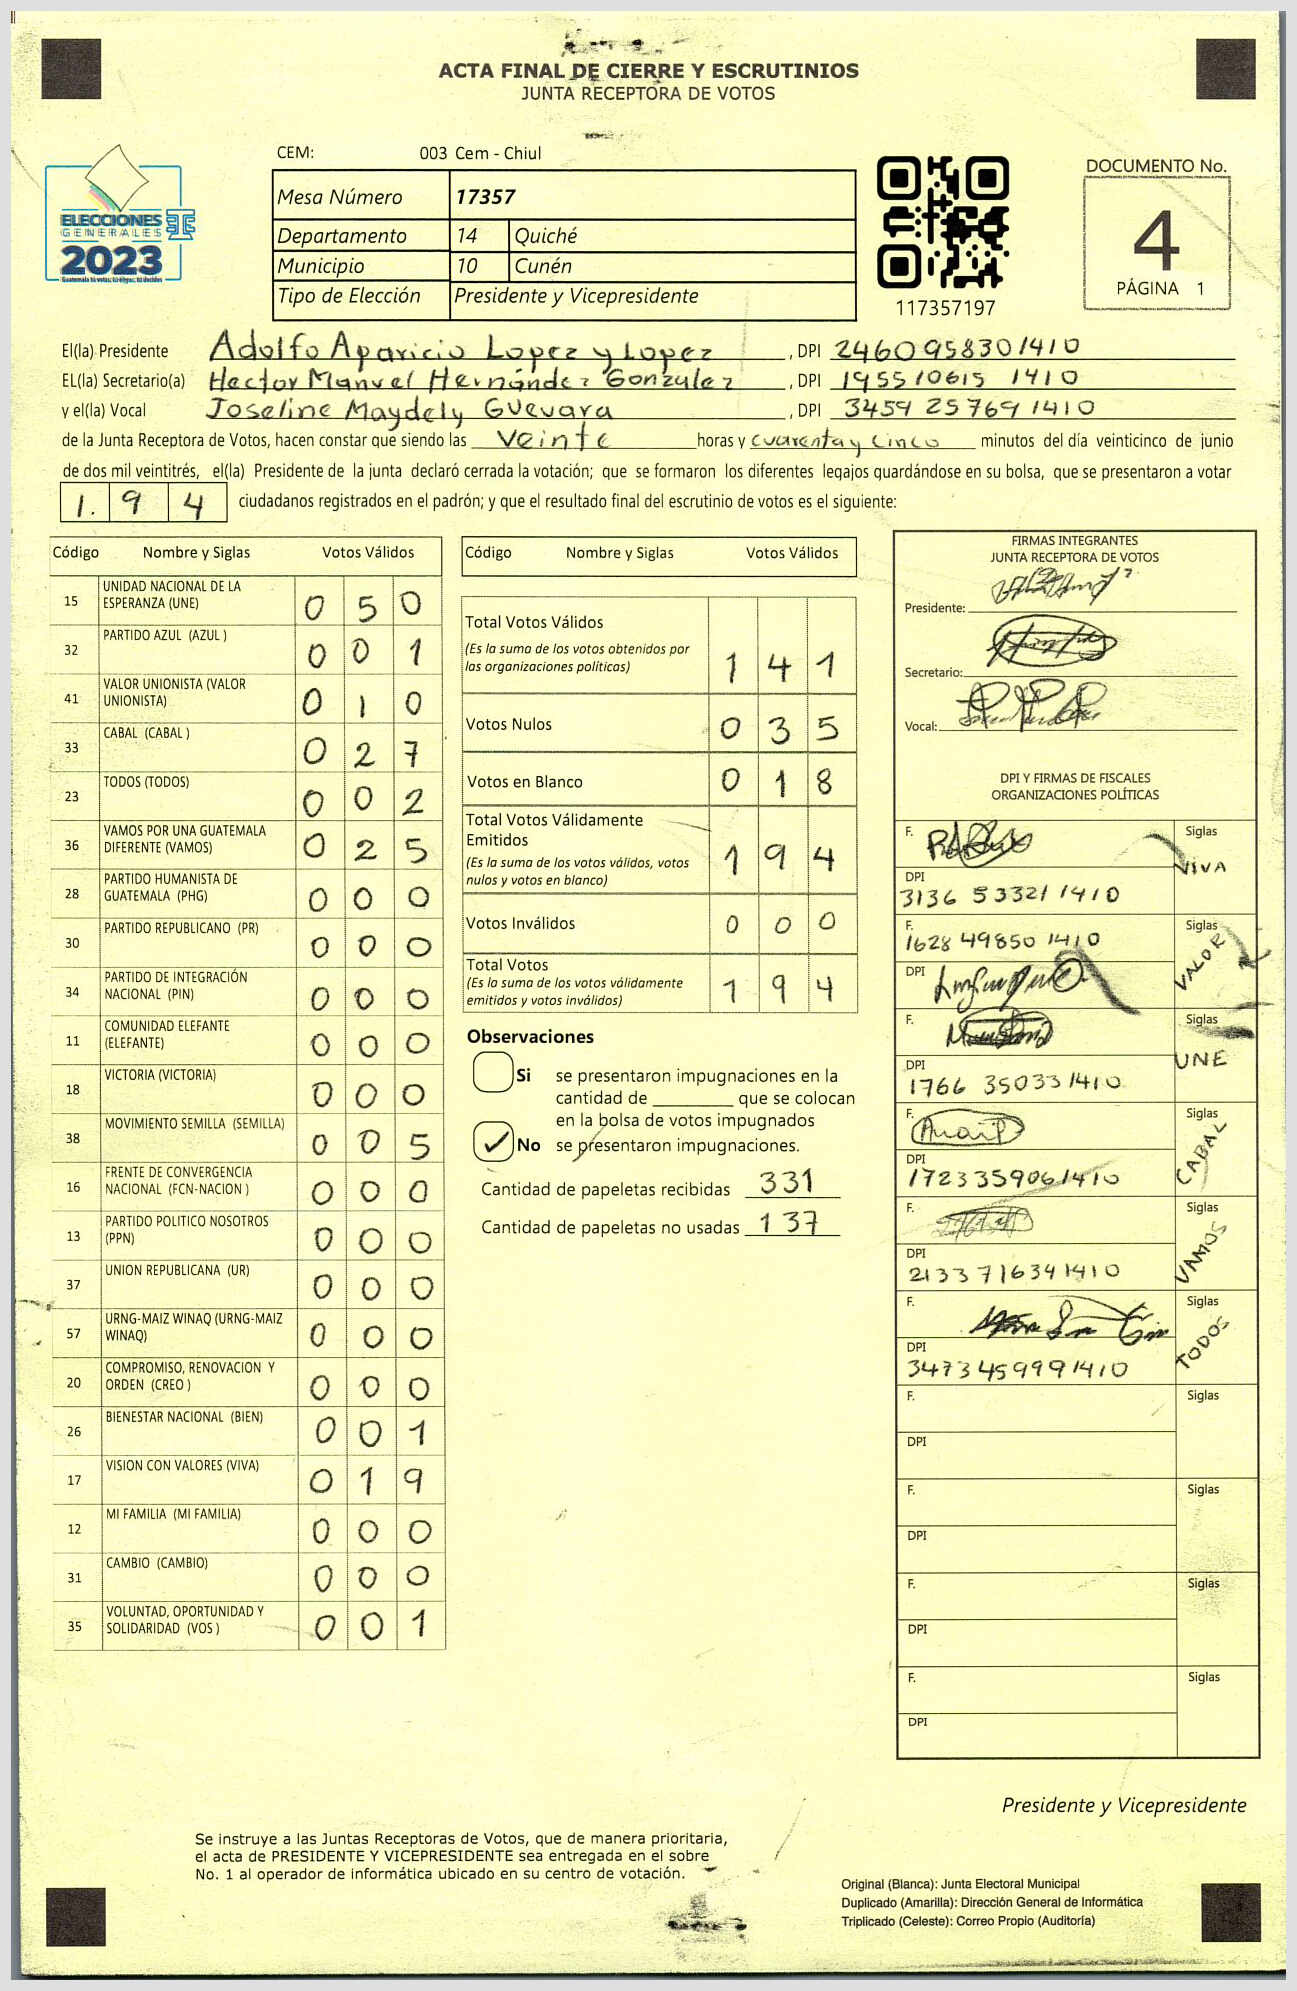 ACTA FINAL DE CIERRE Y ESCRUTINIOS
JUNTA RECEPTORA DE VOTOS
CEM: 003 Cem - Chiul
ELECCIONES
GENERALES
2023
Mesa Número 17357
Departamento 14 Quiché
Municipio 10 Cunén
Tipo de Elección Presidente y Vicepresidente
117357197
DOCUMENTO No.
4
PÁGINA 1
El(la) Presidente Adolfo Aparicio Lopez y Lopez , DPI 2460958301410
EL(la) Secretario(a) Hector Manuel Hernández Gonzalez , DPI 195510615 1410
y el(la) Vocal Joseline Maydely Guevara , DPI 3459 25769 1410
de la Junta Receptora de Votos, hacen constar que siendo las veinte horas y cuarenta y cinco minutos del día veinticinco de junio
de dos mil veintitrés, el(la) Presidente de la junta declaró cerrada la votación; que se formaron los diferentes legajos guardándose en su bolsa, que se presentaron a votar
1. 9 4 ciudadanos registrados en el padrón; y que el resultado final del escrutinio de votos es el siguiente:
Código Nombre y Siglas Votos Válidos
15 UNIDAD NACIONAL DE LA ESPERANZA (UNE) 0 5 0
32 PARTIDO AZUL (AZUL ) 0 0 1
41 VALOR UNIONISTA (VALOR UNIONISTA) 0 1 0
33 CABAL (CABAL ) 0 2 7
23 TODOS (TODOS) 0 0 2
36 VAMOS POR UNA GUATEMALA DIFERENTE (VAMOS) 0 2 5
28 PARTIDO HUMANISTA DE GUATEMALA (PHG) 0 0 0
30 PARTIDO REPUBLICANO (PR) 0 0 0
34 PARTIDO DE INTEGRACIÓN NACIONAL (PIN) 0 0 0
11 COMUNIDAD ELEFANTE (ELEFANTE) 0 0 0
18 VICTORIA (VICTORIA) 0 0 0
38 MOVIMIENTO SEMILLA (SEMILLA) 0 0 5
16 FRENTE DE CONVERGENCIA NACIONAL (FCN-NACION ) 0 0 0
13 PARTIDO POLITICO NOSOTROS (PPN) 0 0 0
37 UNION REPUBLICANA (UR) 0 0 0
57 URNG-MAIZ WINAQ (URNG-MAIZ WINAQ) 0 0 0
20 COMPROMISO, RENOVACION Y ORDEN (CREO ) 0 0 0
26 BIENESTAR NACIONAL (BIEN) 0 0 1
17 VISION CON VALORES (VIVA) 0 1 9
12 MI FAMILIA (MI FAMILIA) 0 0 0
31 CAMBIO (CAMBIO) 0 0 0
35 VOLUNTAD, OPORTUNIDAD Y SOLIDARIDAD (VOS ) 0 0 1
Código Nombre y Siglas Votos Válidos
Total Votos Válidos
(Es la suma de los votos obtenidos por
las organizaciones políticas) 1 4 1
Votos Nulos 0 3 5
Votos en Blanco 0 1 8
Total Votos Válidamente
Emitidos
(Es la suma de los votos válidos, votos
nulos y votos en blanco) 1 9 4
Votos Inválidos 0 0 0
Total Votos
(Es la suma de los votos válidamente
emitidos y votos inválidos) 1 9 4
Observaciones
Si se presentaron impugnaciones en la
cantidad de que se colocan
en la bolsa de votos impugnados
✓ No se presentaron impugnaciones.
Cantidad de papeletas recibidas 331
Cantidad de papeletas no usadas 137
FIRMAS INTEGRANTES
JUNTA RECEPTORA DE VOTOS
Presidente:
Secretario:
Vocal:
DPI Y FIRMAS DE FISCALES
ORGANIZACIONES POLÍTICAS
F. Siglas VIVA
DPI
3136 53321 1410
F. Siglas VALOR
1628 49850 1410
DPI
F. Siglas UNE
DPI
1766 35033 1410
F. Siglas CABAL
DPI
1723359061410
F. Siglas VAMOS
DPI
2133 716341410
F. Siglas TODOS
DPI
3473459991410
F. Siglas
DPI
F. Siglas
DPI
F. Siglas
DPI
F. Siglas
DPI
Presidente y Vicepresidente
Se instruye a las Juntas Receptoras de Votos, que de manera prioritaria,
el acta de PRESIDENTE Y VICEPRESIDENTE sea entregada en el sobre
No. 1 al operador de informática ubicado en su centro de votación.
Original (Blanca): Junta Electoral Municipal
Duplicado (Amarilla): Dirección General de Informática
Triplicado (Celeste): Correo Propio (Auditoría)